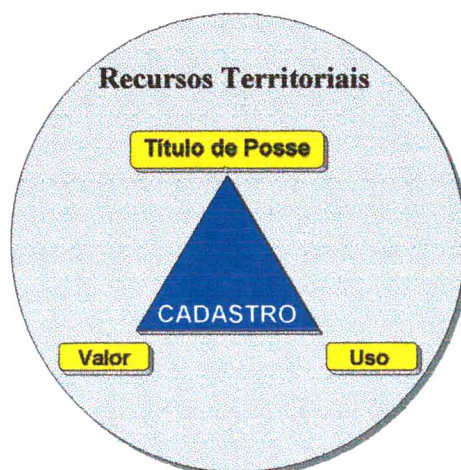 Recursos Territoriais
Título de Posse
CADASTRO
Valor
Uso